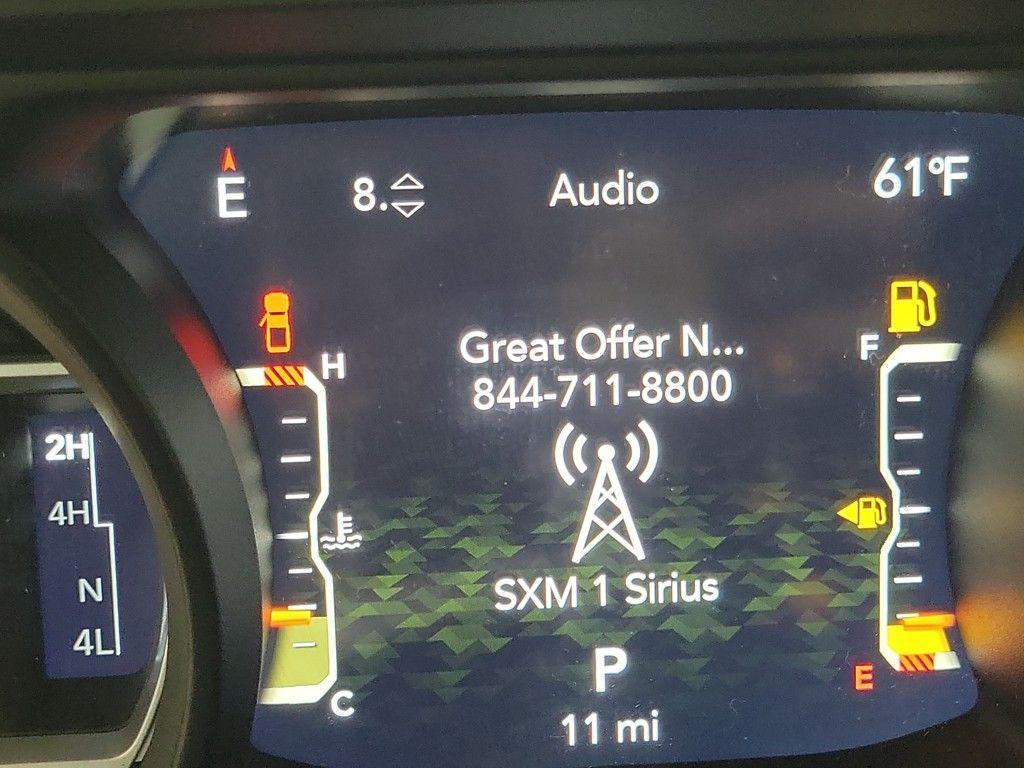 E 8. Audio 61°F
Great Offer N...
844-711-8800
H
F
2H
4H
N
4L
SXM 1 Sirius
P
E
C
11 mi